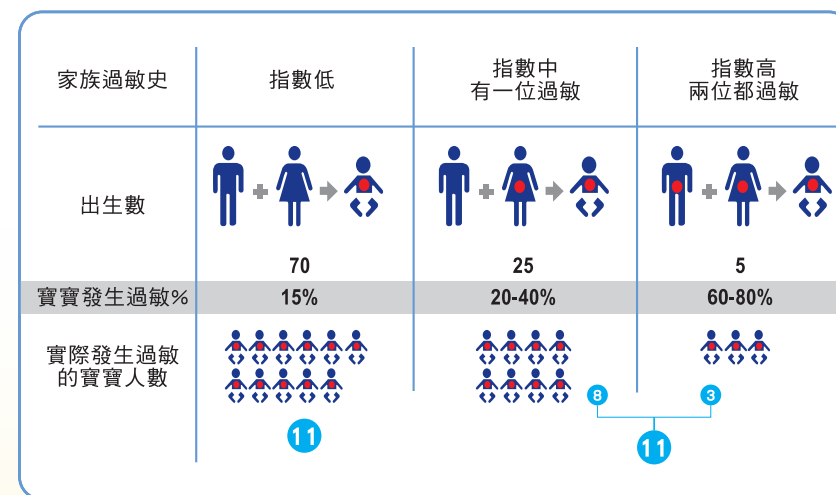 家族過敏史
指數低
指數中
有一位過敏
指數高
兩位都過敏
出生數
70
25
5
寶寶發生過敏%
15%
20-40%
60-80%
實際發生過敏
的寶寶人數
11
8
3
11